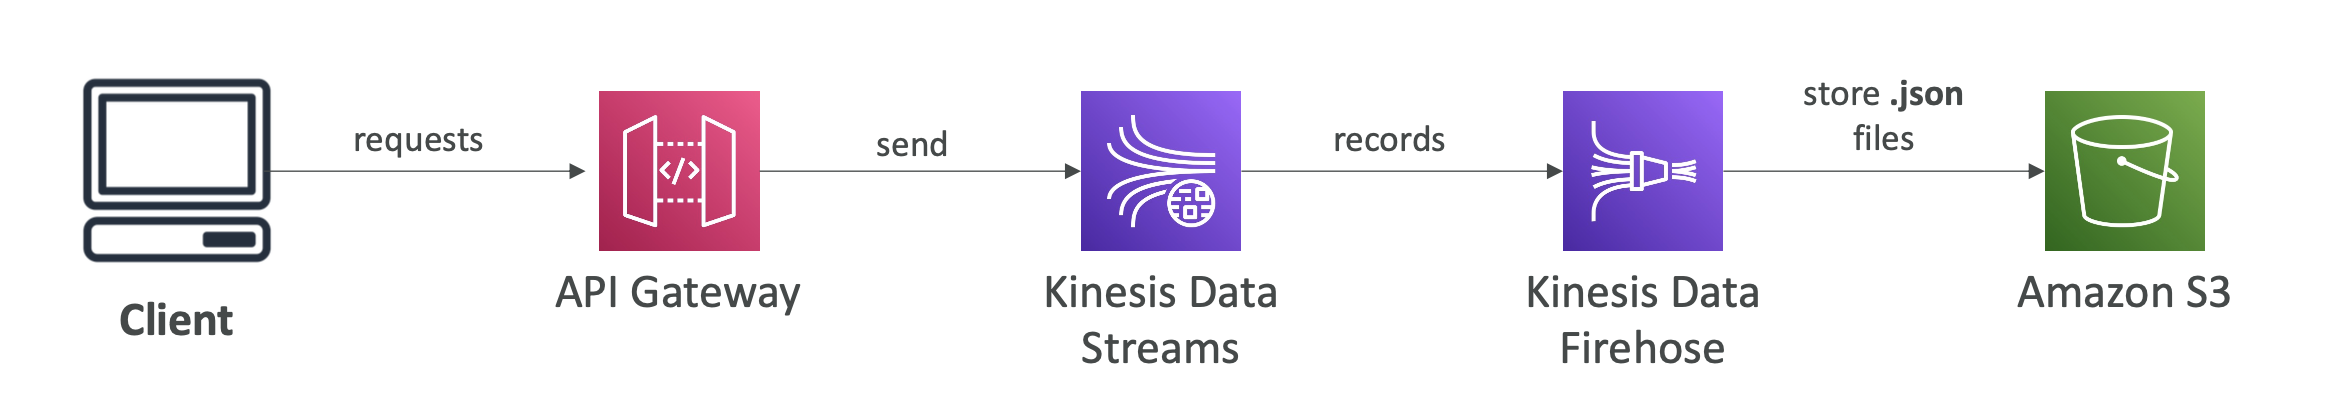 requests
send
records
store .json
files
Client
API Gateway
Kinesis Data
Streams
Kinesis Data
Firehose
Amazon S3